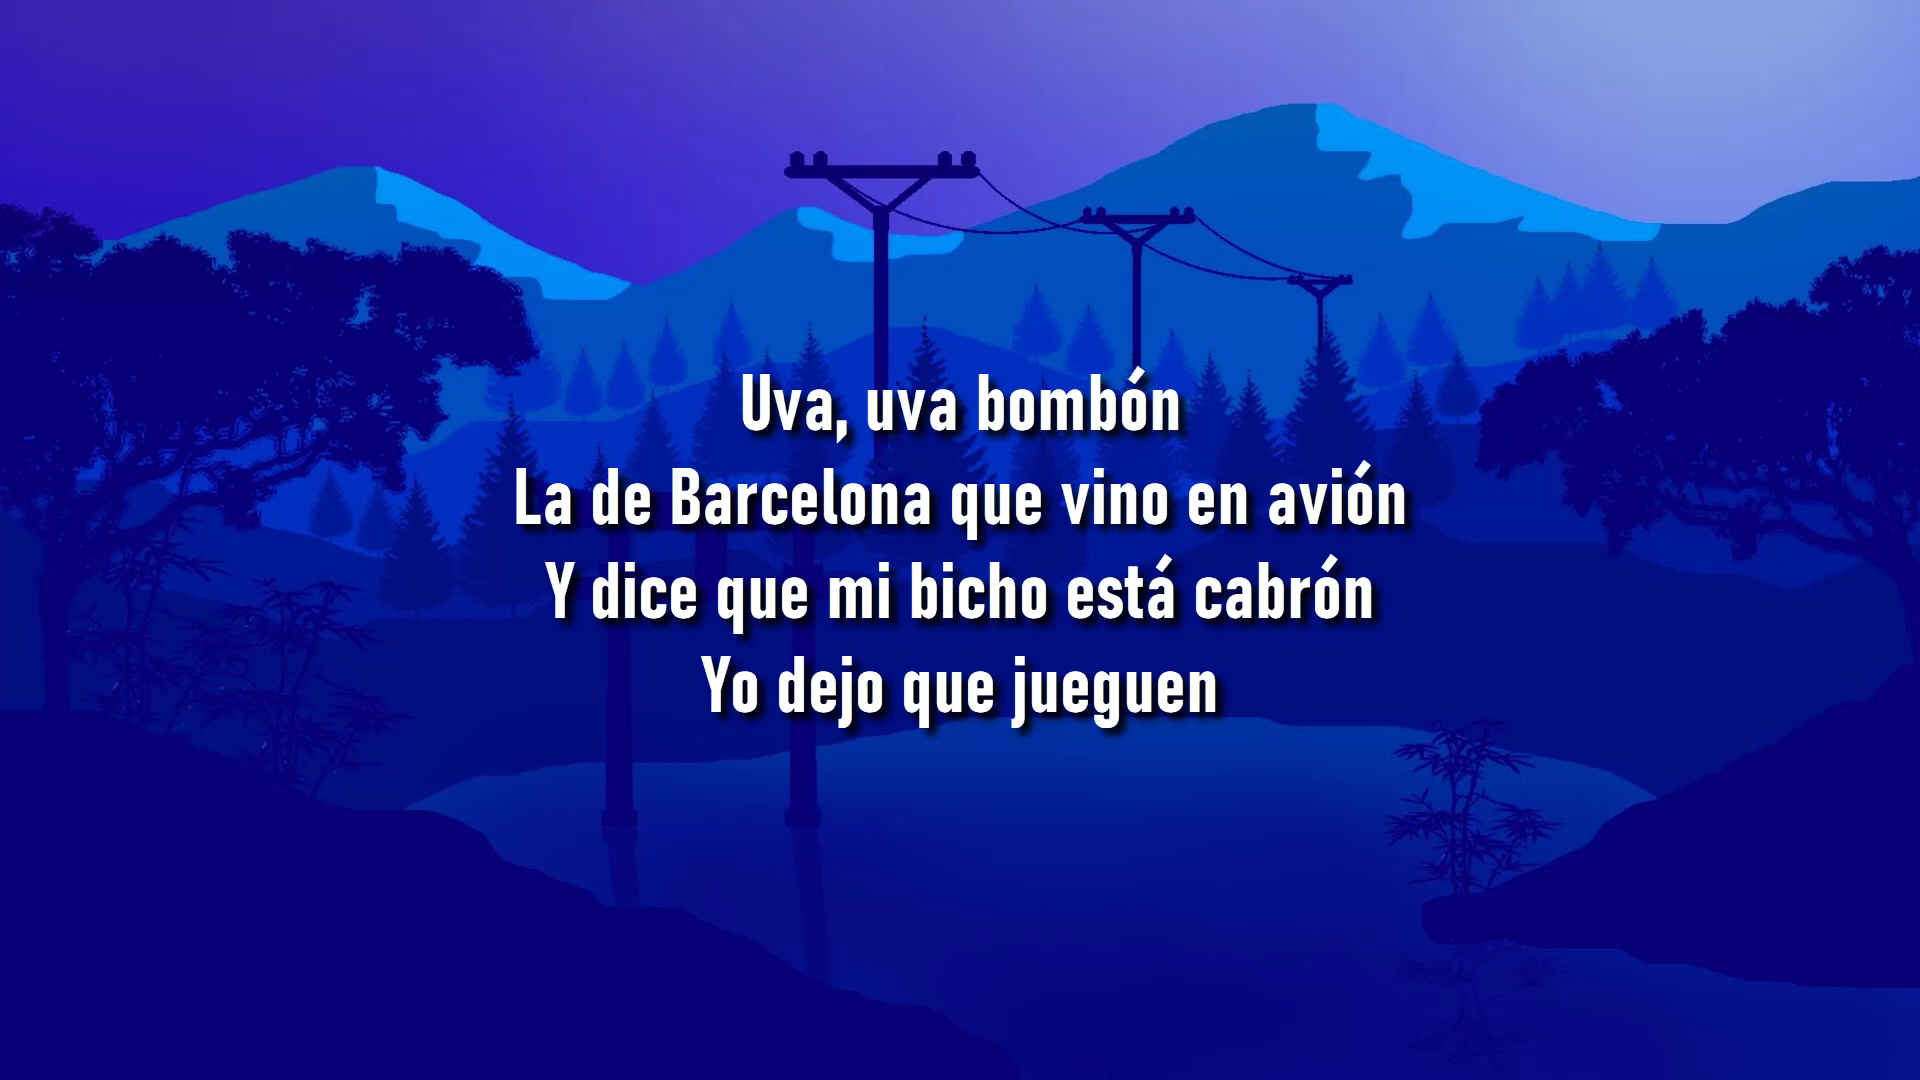 Uva, uva bombón
La de Barcelona que vino en avión
Y dice que mi bicho está cabrón
Yo dejo que jueguen